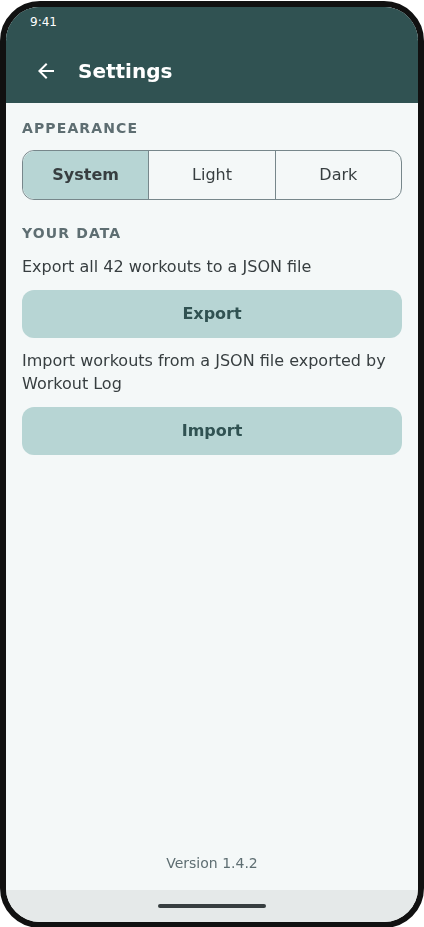 9:41
Settings
APPEARANCE
System Light Dark
YOUR DATA
Export all 42 workouts to a JSON file
Export
Import workouts from a JSON file exported by
Workout Log
Import
Version 1.4.2